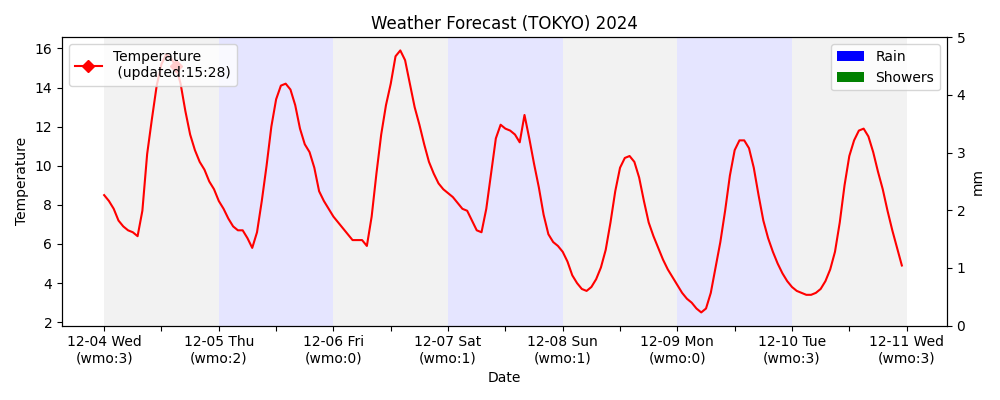 Weather Forecast (TOKYO) 2024
Temperature
(updated:15:28)
Rain
Showers
Temperature
16
14
12
10
8
6
4
2
5
4
3
2
1
0
mm
12-04 Wed 12-05 Thu 12-06 Fri 12-07 Sat 12-08 Sun 12-09 Mon 12-10 Tue 12-11 Wed
(wmo:3) (wmo:2) (wmo:0) (wmo:1) (wmo:1) (wmo:0) (wmo:3) (wmo:3)
Date